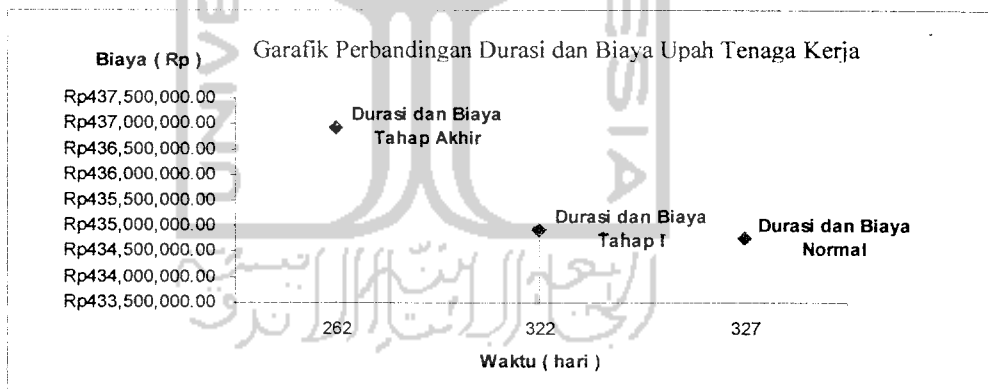 Garafik Perbandingan Durasi dan Biaya Upah Tenaga Kerja
Biaya ( Rp )
Rp437,500,000.00
Rp437,000,000.00
Rp436,500,000.00
Rp436,000,000.00
Rp435,500,000.00
Rp435,000,000.00
Rp434,500,000.00
Rp434,000,000.00
Rp433,500,000.00
Durasi dan Biaya
Tahap Akhir
Durasi dan Biaya
Tahap I
Durasi dan Biaya
Normal
262 322 327
Waktu ( hari )